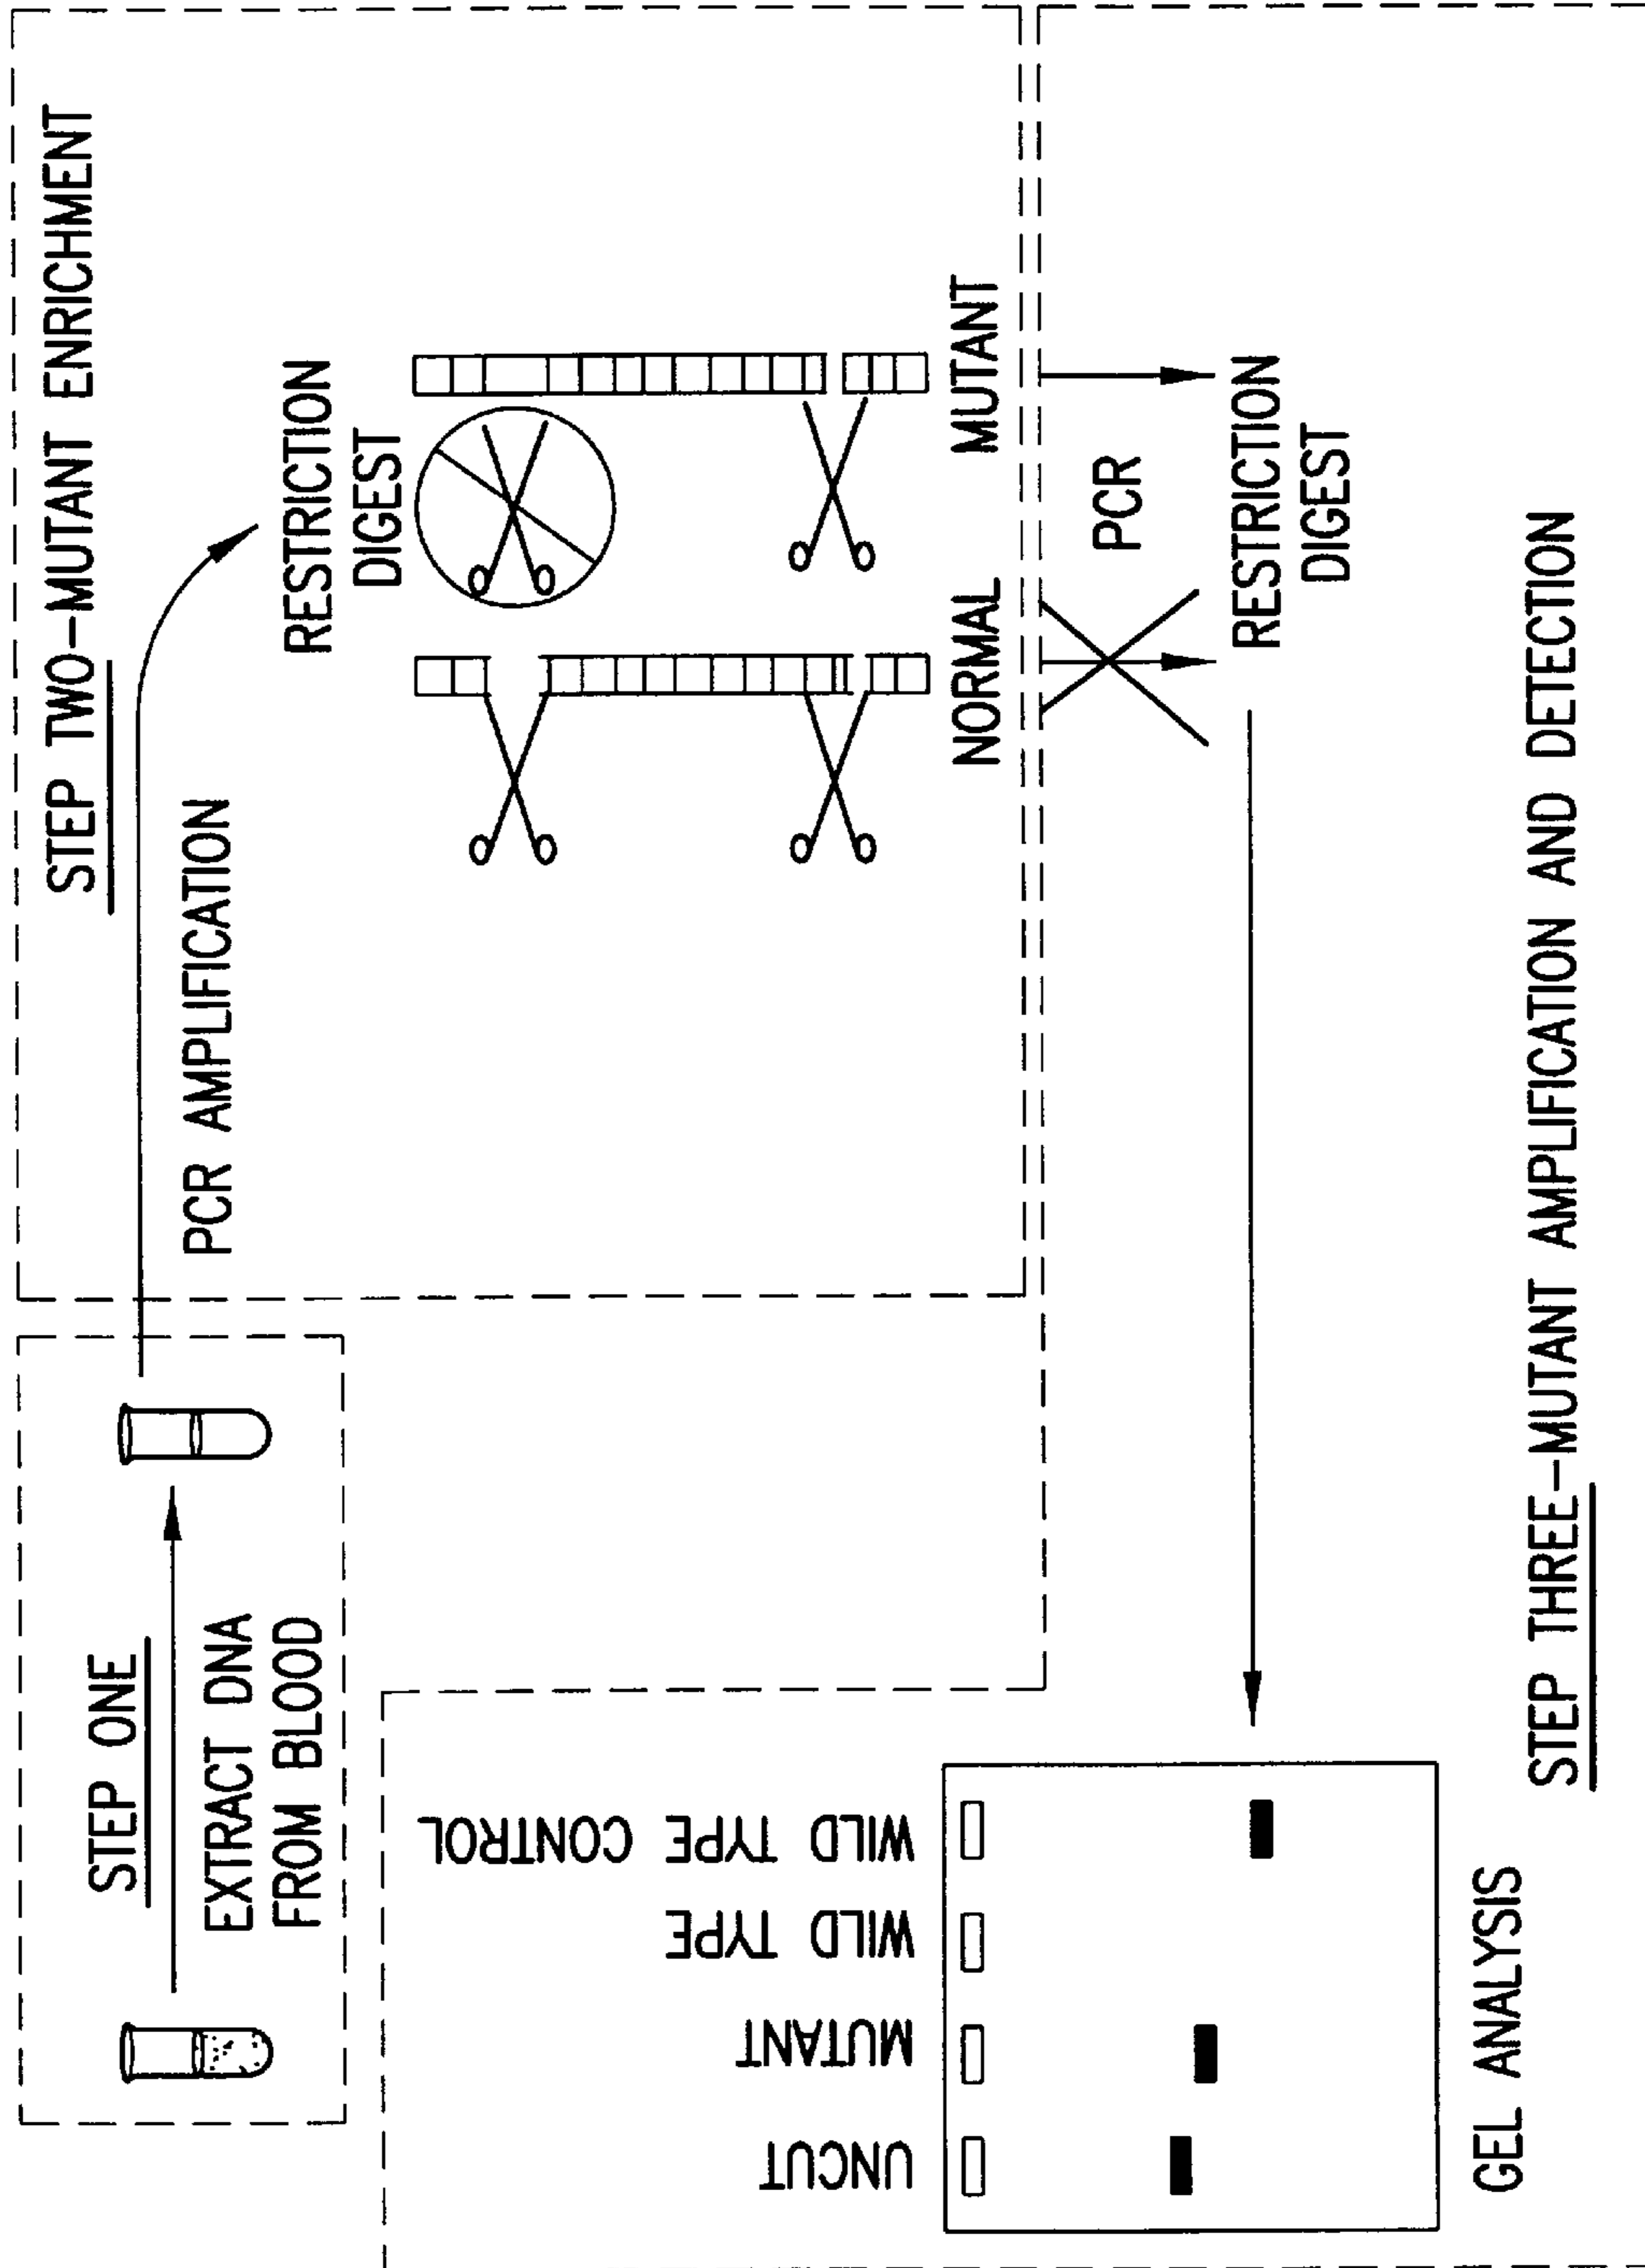 STEP ONE
EXTRACT DNA
FROM BLOOD
STEP TWO-MUTANT ENRICHMENT
PCR AMPLIFICATION
RESTRICTION
DIGEST
NORMAL
MUTANT
PCR
RESTRICTION
DIGEST
UNCUT
MUTANT
WILD TYPE
WILD TYPE CONTROL
GEL ANALYSIS
STEP THREE-MUTANT AMPLIFICATION AND DETECTION